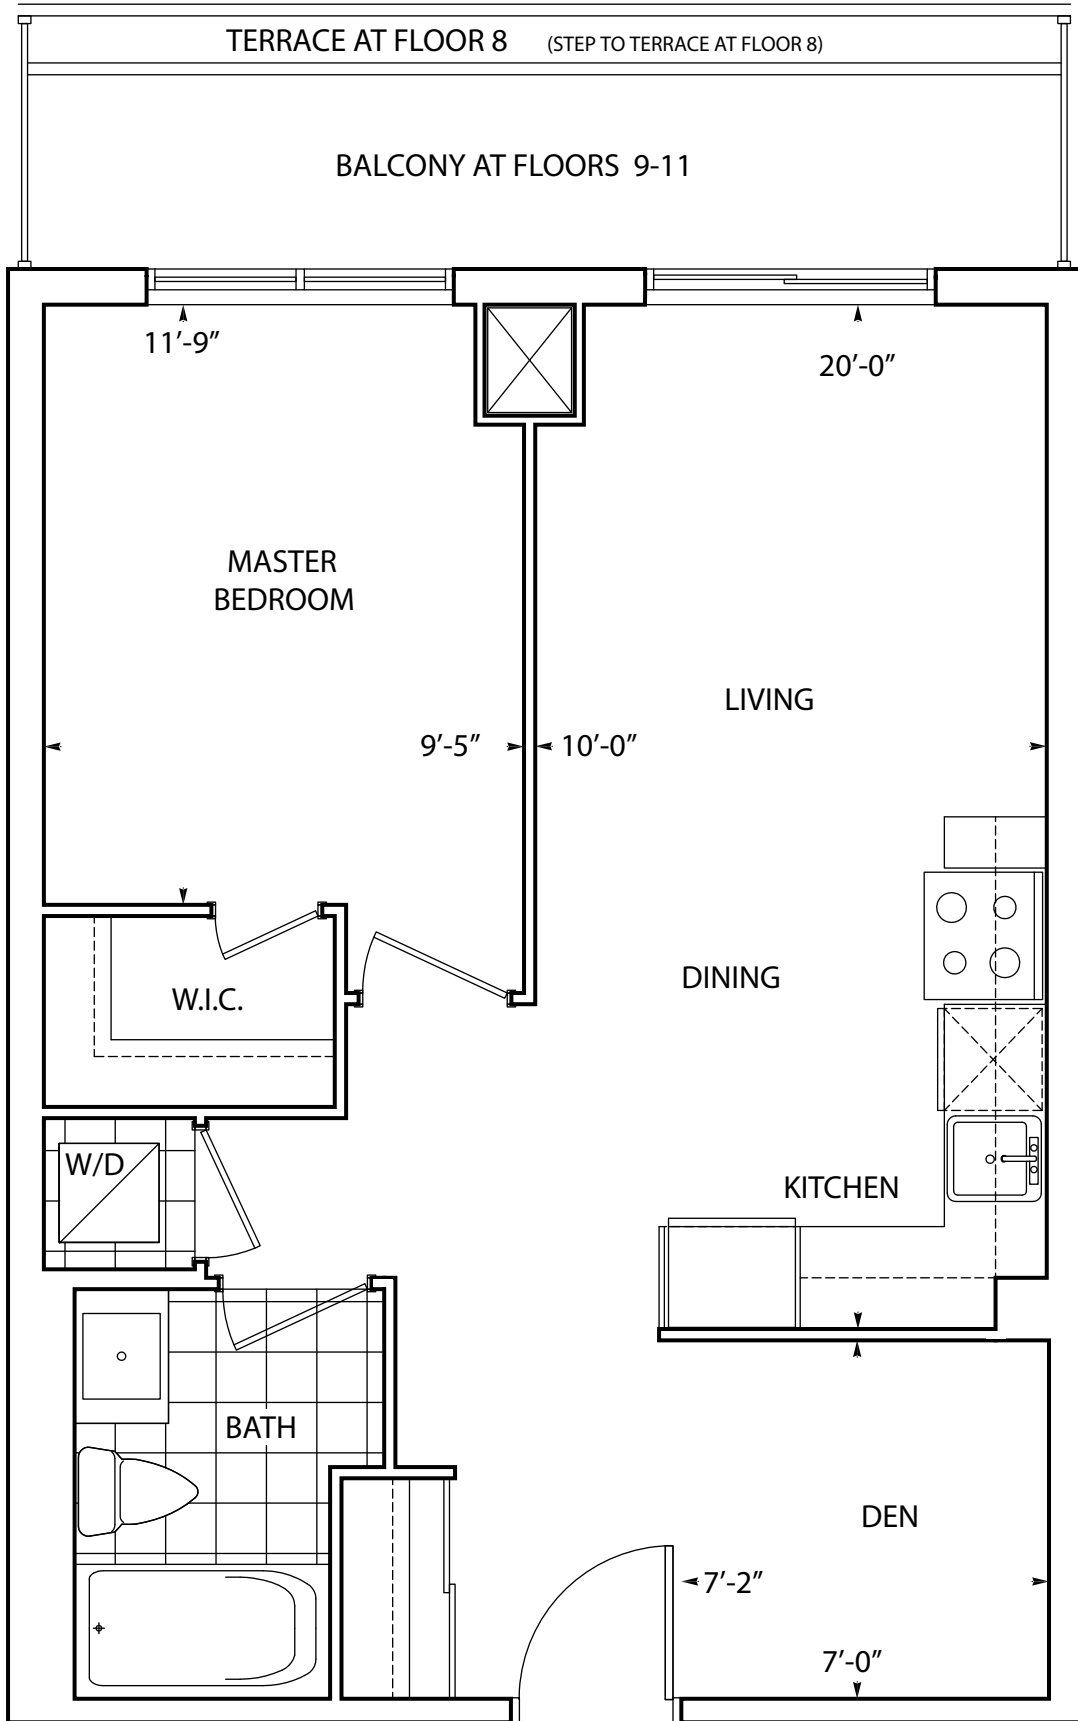 TERRACE AT FLOOR 8 (STEP TO TERRACE AT FLOOR 8)
BALCONY AT FLOORS 9-11
11’-9”
20’-0”
MASTER
BEDROOM
LIVING
9’-5”
10’-0”
DINING
W.I.C.
W/D
KITCHEN
BATH
DEN
7’-2”
7’-0”